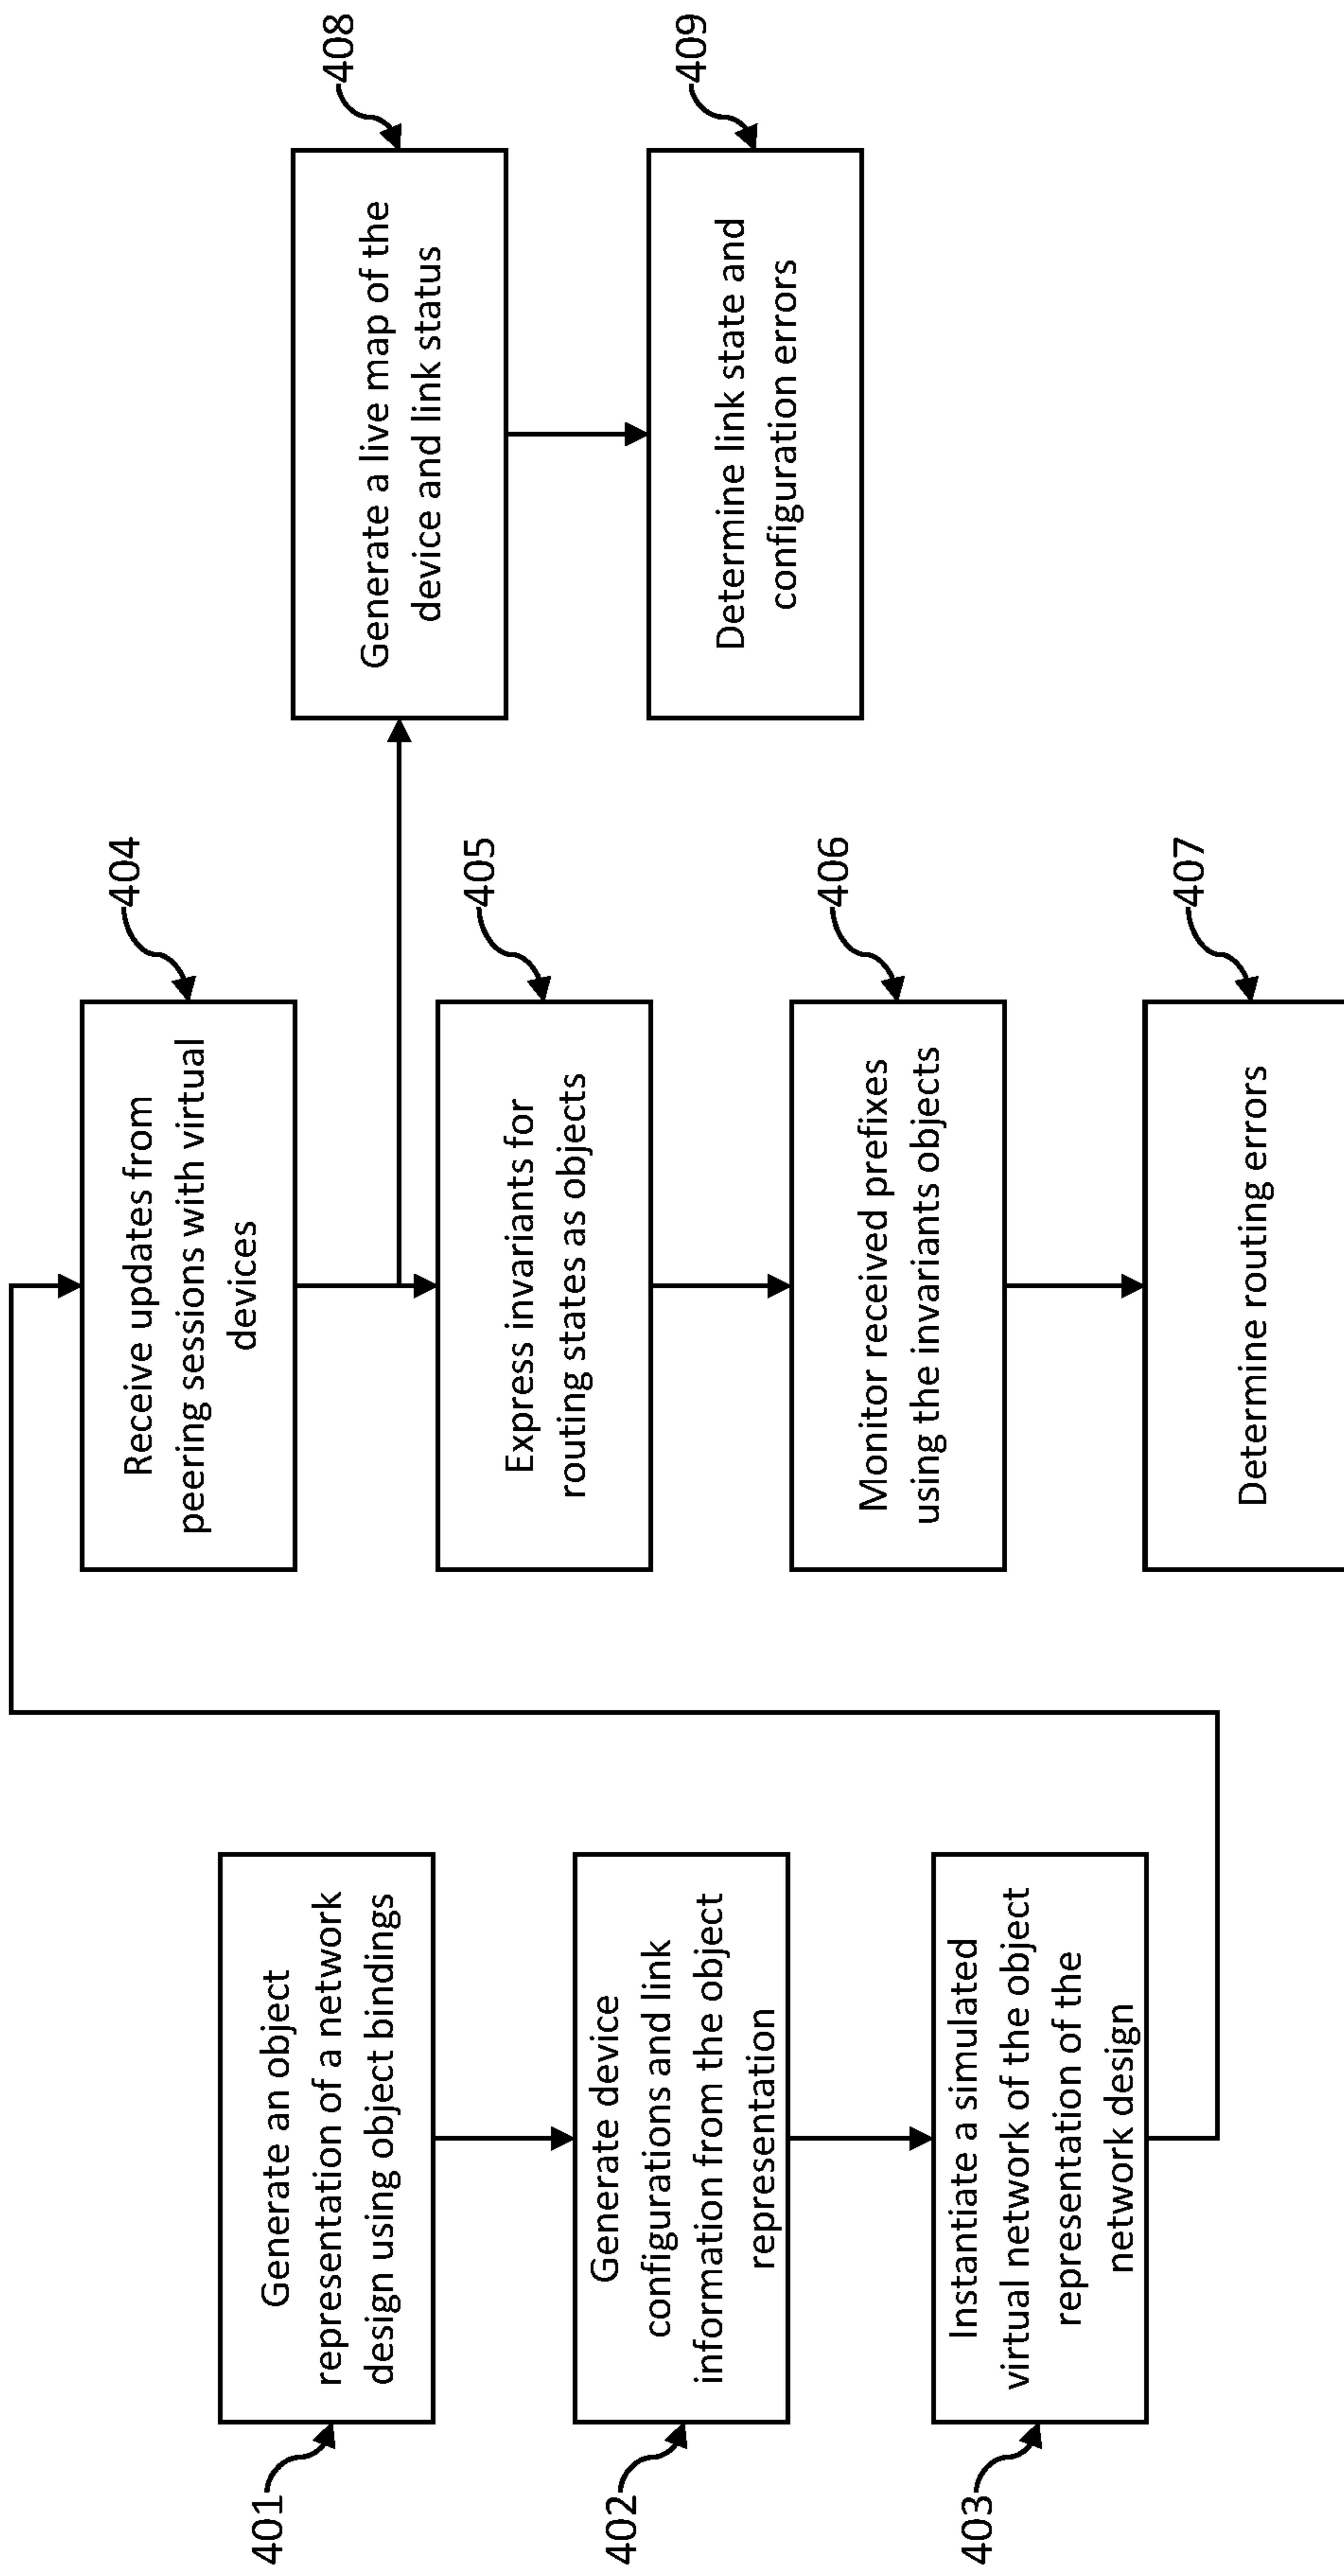 401
Generate an object
representation of a network
design using object bindings
402
Generate device
configurations and link
information from the object
representation
403
Instantiate a simulated
virtual network of the object
representation of the
network design
404
Receive updates from
peering sessions with virtual
devices
405
Express invariants for
routing states as objects
406
Monitor received prefixes
using the invariants objects
407
Determine routing errors
408
Generate a live map of the
device and link status
409
Determine link state and
configuration errors